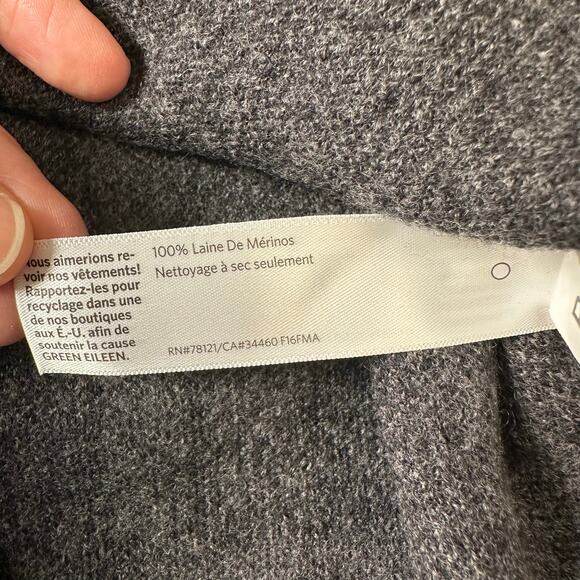 Nous aimerions re-
voir nos vêtements!
Rapportez-les pour
recyclage dans une
de nos boutiques
aux É.-U. afin de
soutenir la cause
GREEN EILEEN.
100% Laine De Mérinos
Nettoyage à sec seulement
RN#78121/CA#34460 F16FMA